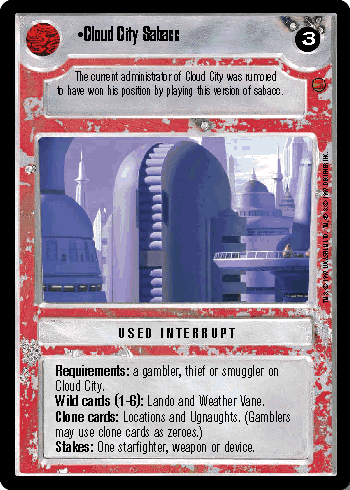 •Cloud City Sabacc
3
The current administrator of Cloud City was rumored
to have won his position by playing this version of sabacc.
USED INTERRUPT
Requirements: a gambler, thief or smuggler on
Cloud City.
Wild cards (1-6): Lando and Weather Vane.
Clone cards: Locations and Ugnaughts. (Gamblers
may use clone cards as zeroes.)
Stakes: One starfighter, weapon or device.